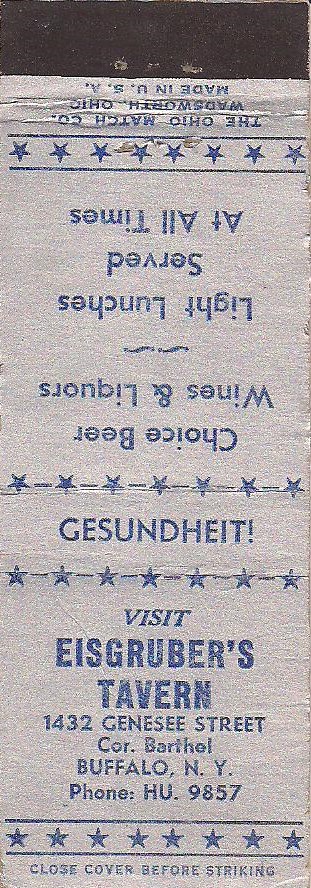 THE OHIO MATCH CO.
WADSWORTH, OHIO
MADE IN U. S. A.
Choice Beer
Wines & Liquors
Light Lunches
Served
At All Times
GESUNDHEIT!
VISIT
EISGRUBER'S
TAVERN
1432 GENESEE STREET
Cor. Barthel
BUFFALO, N. Y.
Phone: HU. 9857
CLOSE COVER BEFORE STRIKING